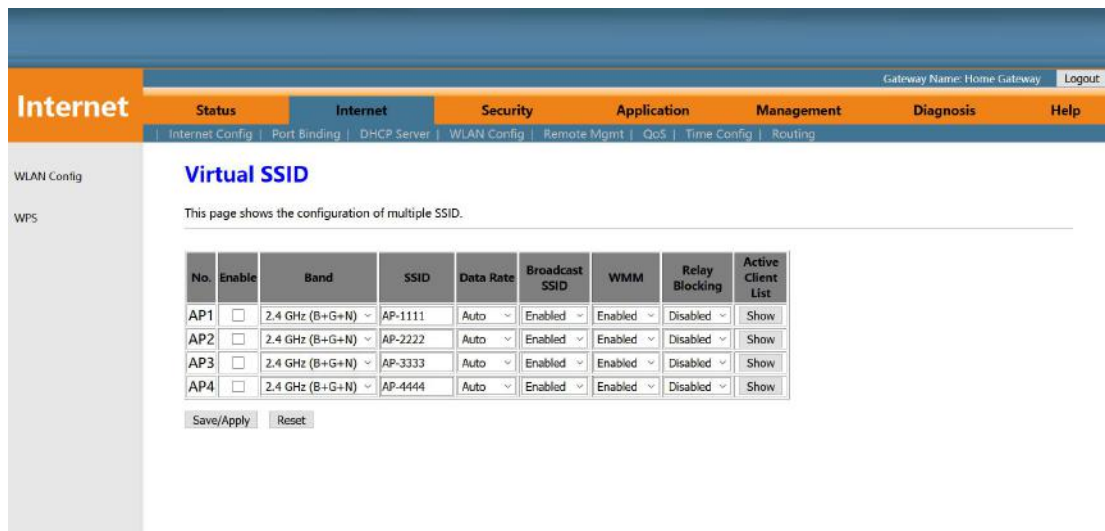 Gateway Name: Home Gateway Logout
Internet
Status Internet Security Application Management Diagnosis Help
| Internet Config | Port Binding | DHCP Server | WLAN Config | Remote Mgmt | QoS | Time Config | Routing
WLAN Config
WPS
Virtual SSID
This page shows the configuration of multiple SSID.
No. Enable Band SSID Data Rate Broadcast SSID WMM Relay Blocking Active Client List
AP1 2.4 GHz (B+G+N) AP-1111 Auto Enabled Enabled Disabled Show
AP2 2.4 GHz (B+G+N) AP-2222 Auto Enabled Enabled Disabled Show
AP3 2.4 GHz (B+G+N) AP-3333 Auto Enabled Enabled Disabled Show
AP4 2.4 GHz (B+G+N) AP-4444 Auto Enabled Enabled Disabled Show
Save/Apply Reset